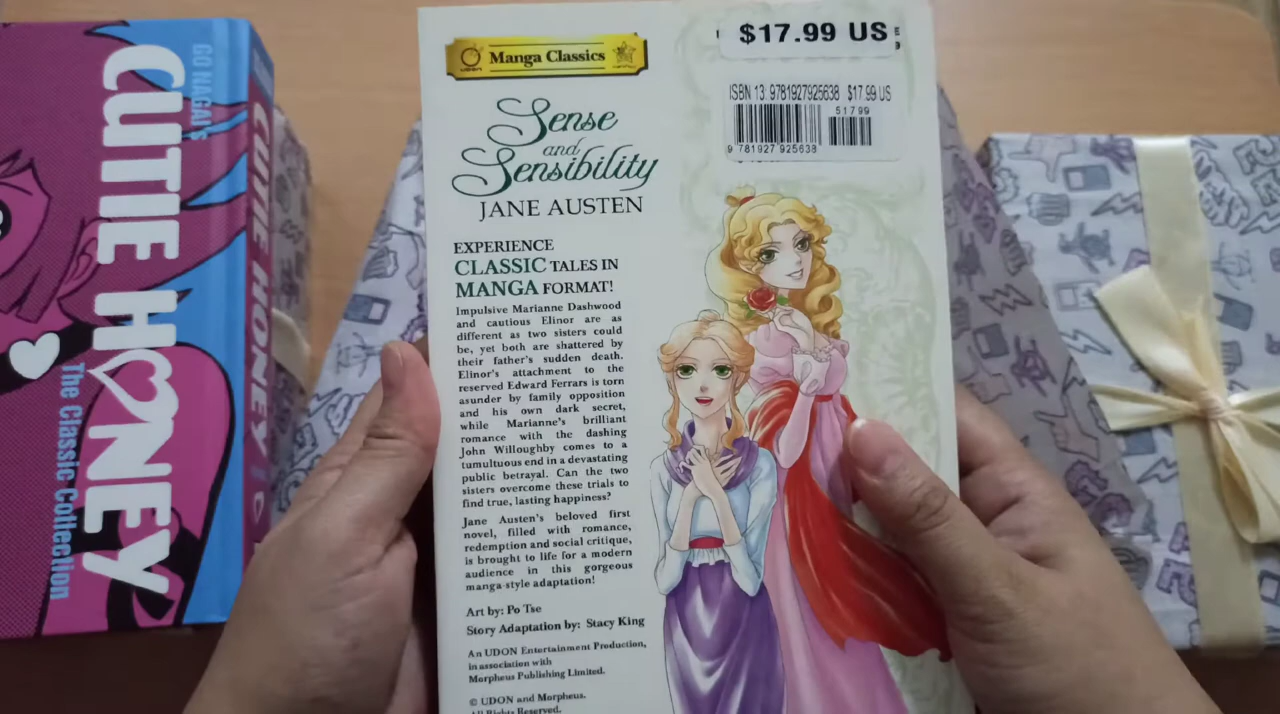 GO NAGAI'S
CUTIE HONEY
The Classic Collection
CUTIE HONEY
UDON
Manga Classics
$17.99 US
ISBN 13: 9781927925638 $17.99 US
51799
9 781927 925638
Sense
and
Sensibility
JANE AUSTEN
EXPERIENCE
CLASSIC TALES IN
MANGA FORMAT!
Impulsive Marianne Dashwood
and cautious Elinor are as
different as two sisters could
be, yet both are shattered by
their father's sudden death.
Elinor's attachment to the
reserved Edward Ferrars is torn
asunder by family opposition
and his own dark secret,
while Marianne's brilliant
romance with the dashing
John Willoughby comes to a
tumultuous end in a devastating
public betrayal. Can the two
sisters overcome these trials to
find true, lasting happiness?
Jane Austen's beloved first
novel, filled with romance,
redemption and social critique,
is brought to life for a modern
audience in this gorgeous
manga-style adaptation!
Art by: Po Tse
Story Adaptation by: Stacy King
An UDON Entertainment Production,
in association with
Morpheus Publishing Limited.
© UDON and Morpheus.
All Rights Reserved.